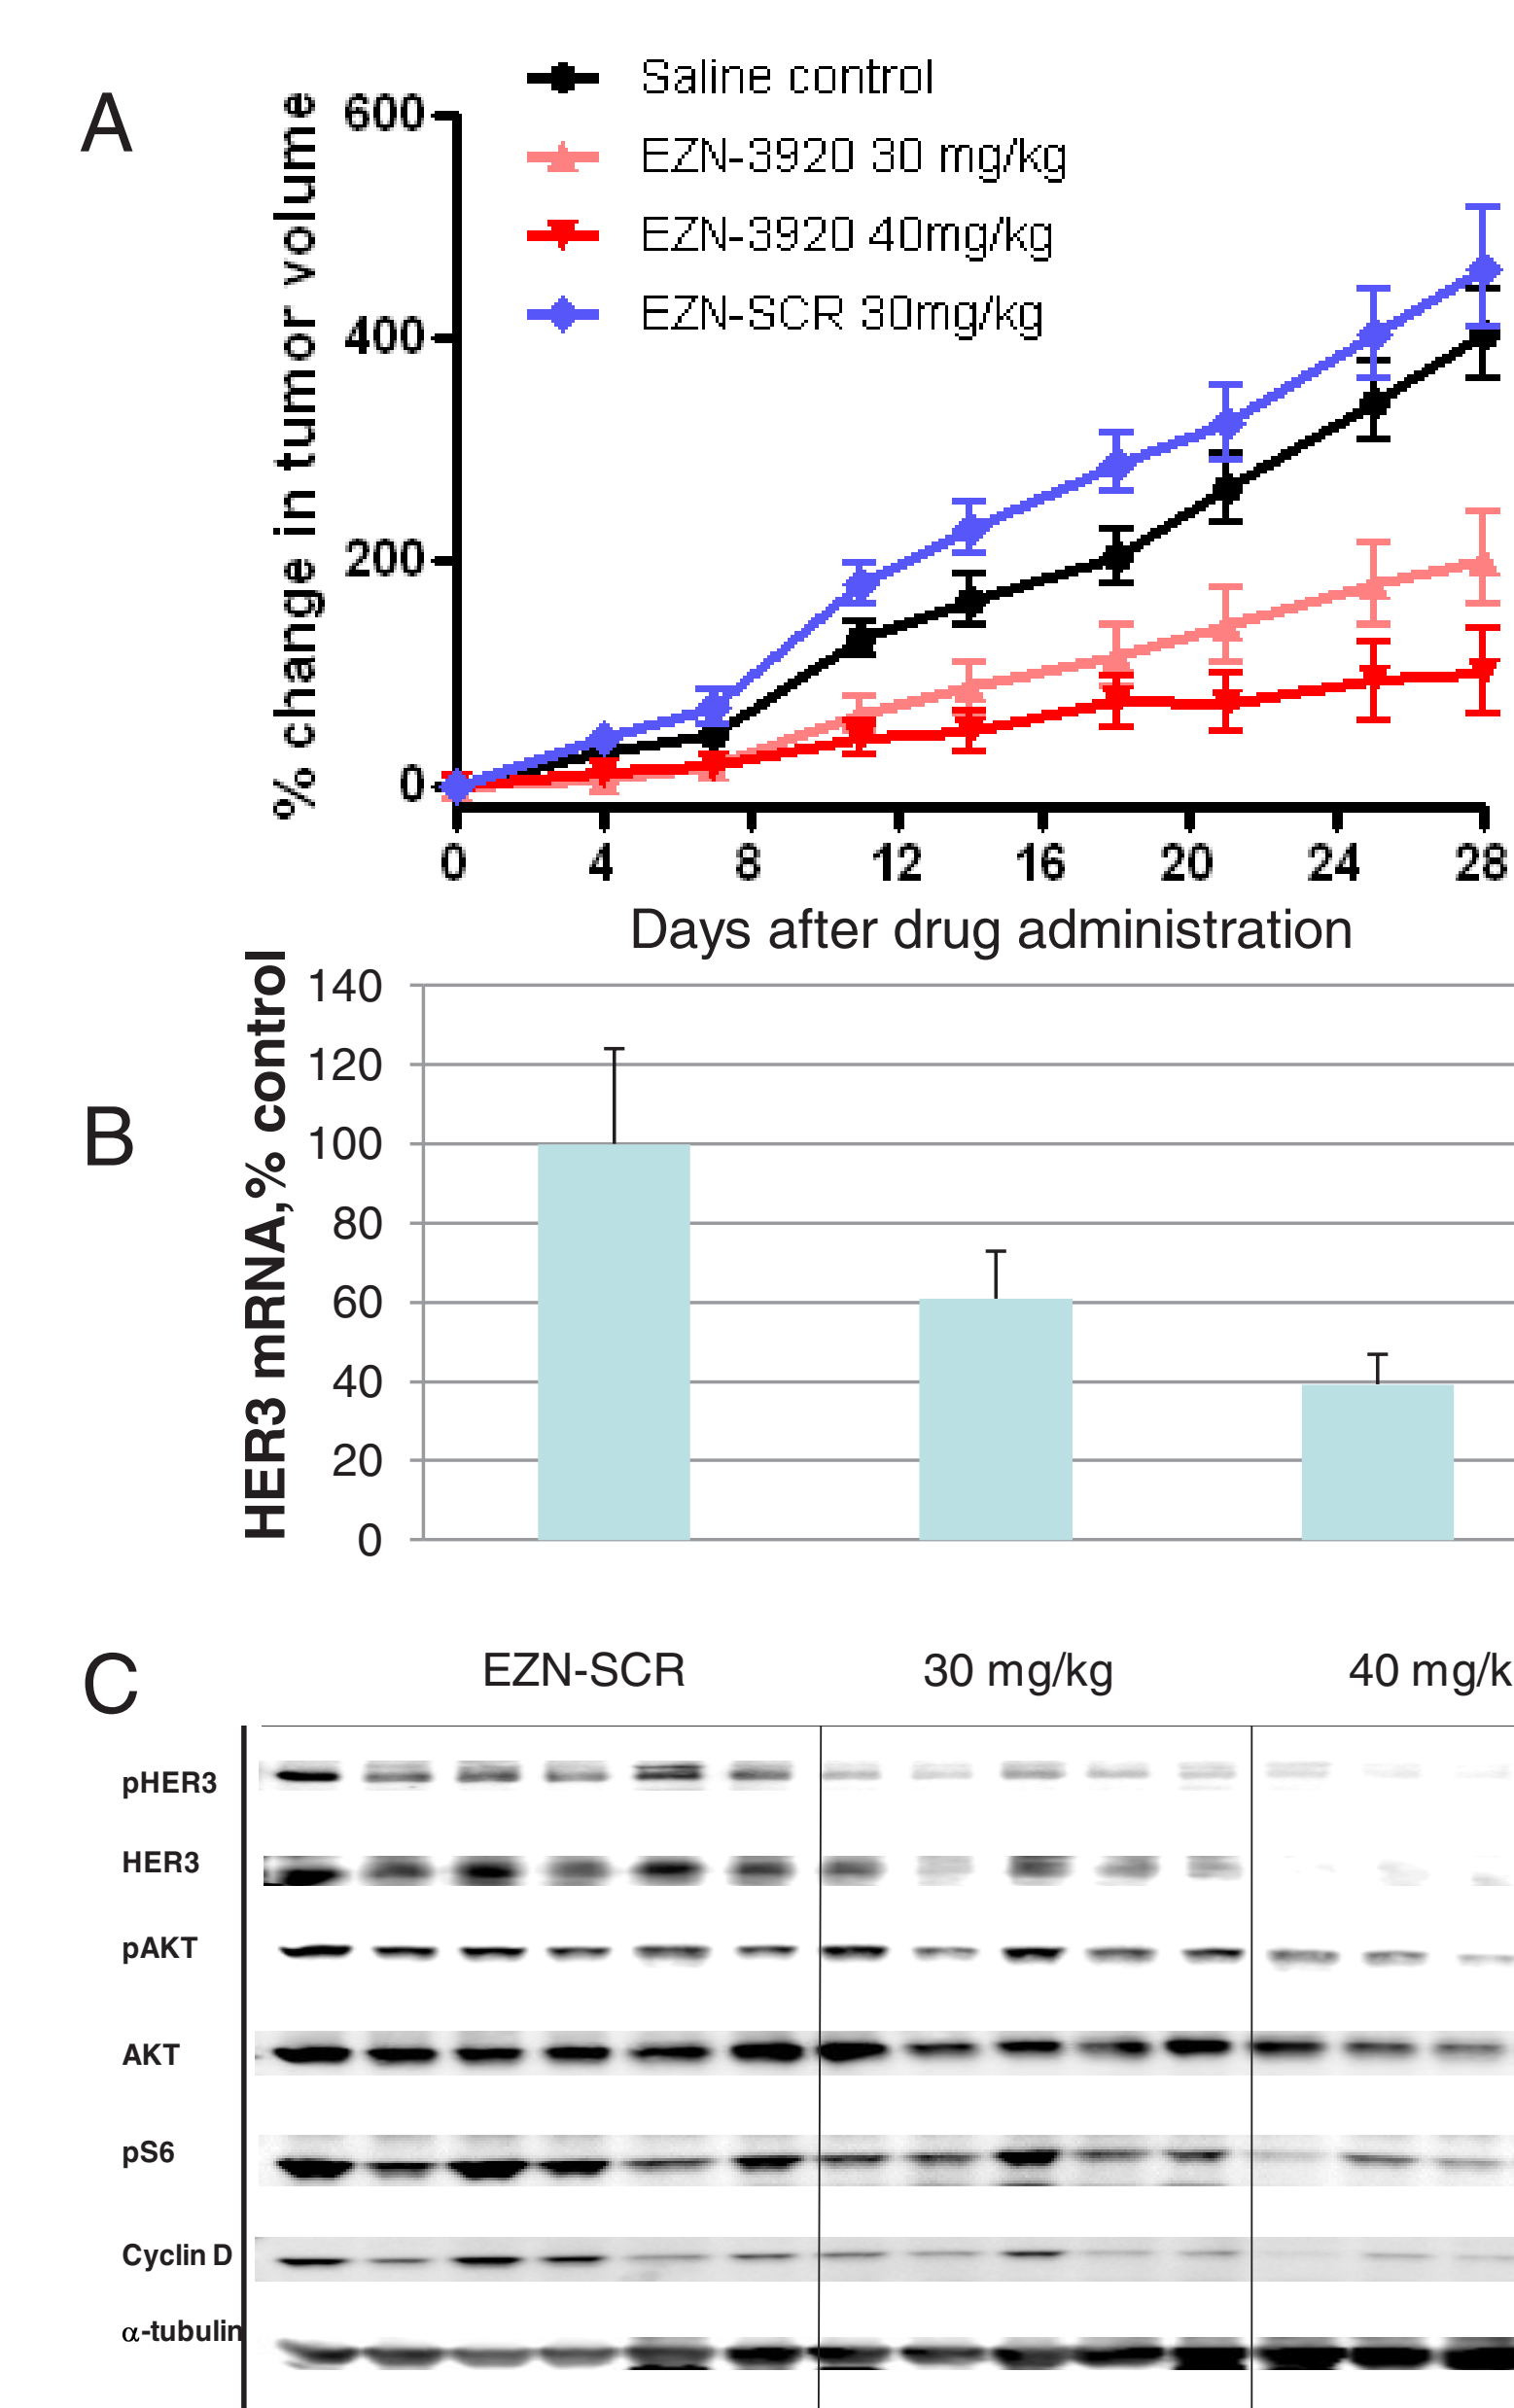 A
% change in tumor volume
Saline control
EZN-3920 30 mg/kg
EZN-3920 40mg/kg
EZN-SCR 30mg/kg
600
400
200
0
0 4 8 12 16 20 24 28
Days after drug administration
B
HER3 mRNA,% control
140
120
100
80
60
40
20
0
C
EZN-SCR 30 mg/kg 40 mg/k
pHER3
HER3
pAKT
AKT
pS6
Cyclin D
α-tubulin